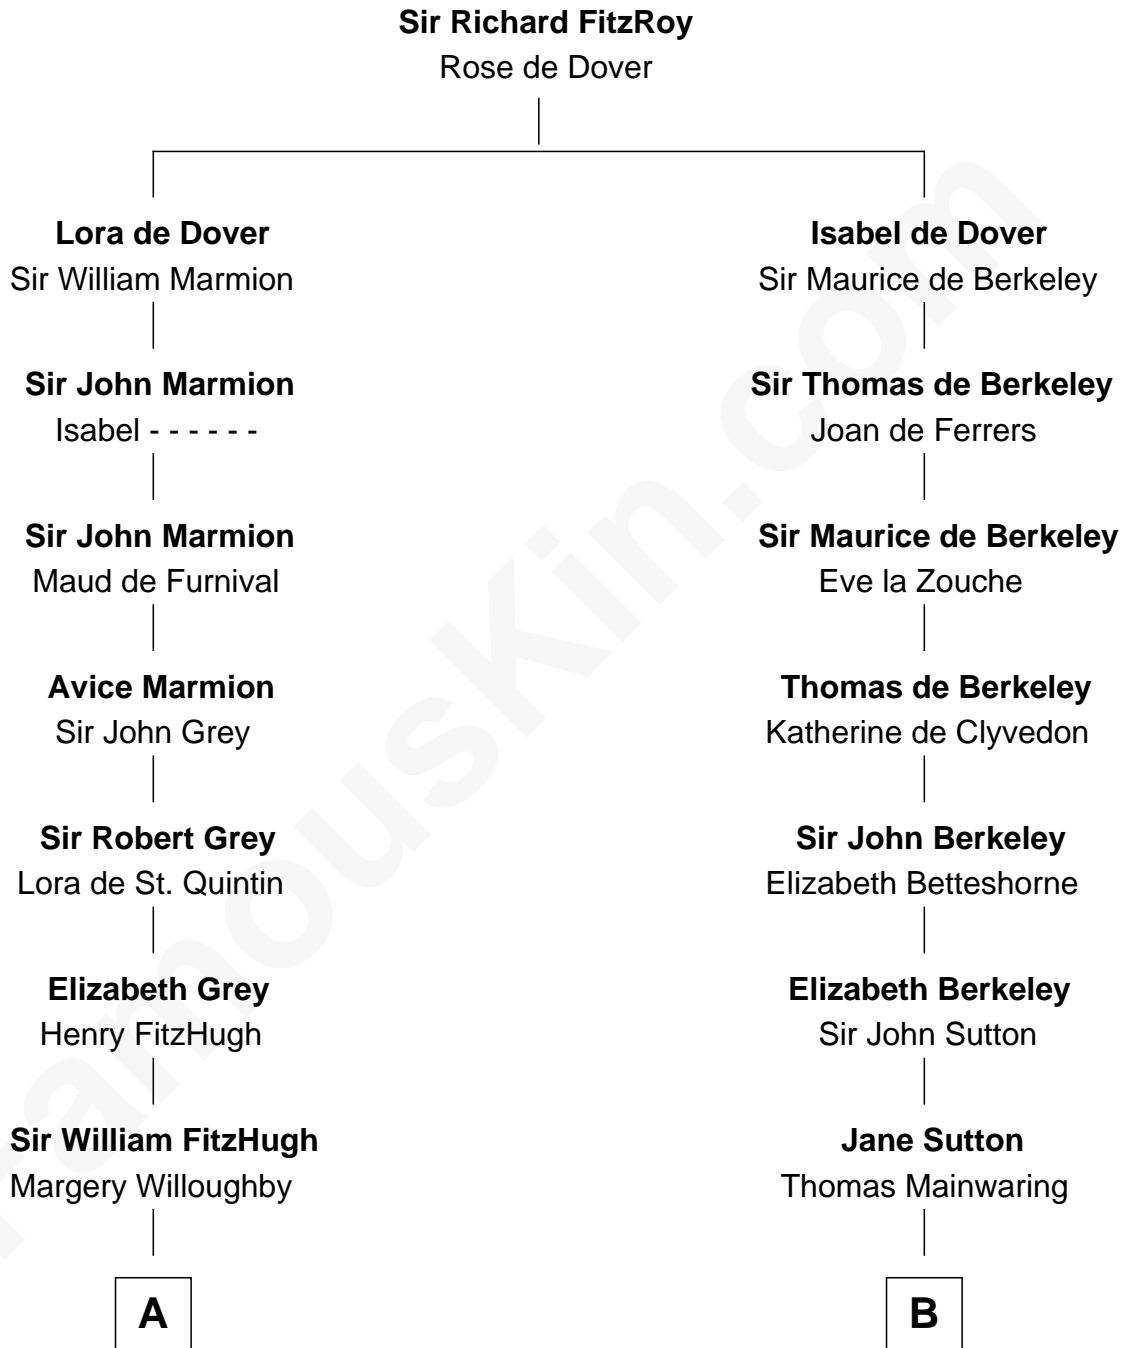 Sir Richard FitzRoy
Rose de Dover
Lora de Dover
Sir William Marmion
Isabel de Dover
Sir Maurice de Berkeley
Sir John Marmion
Isabel - - - - - -
Sir Thomas de Berkeley
Joan de Ferrers
Sir John Marmion
Maud de Furnival
Sir Maurice de Berkeley
Eve la Zouche
Avice Marmion
Sir John Grey
Thomas de Berkeley
Katherine de Clyvedon
Sir Robert Grey
Lora de St. Quintin
Sir John Berkeley
Elizabeth Betteshorne
Elizabeth Grey
Henry FitzHugh
Elizabeth Berkeley
Sir John Sutton
Sir William FitzHugh
Margery Willoughby
Jane Sutton
Thomas Mainwaring
A
B
FamousKin.com